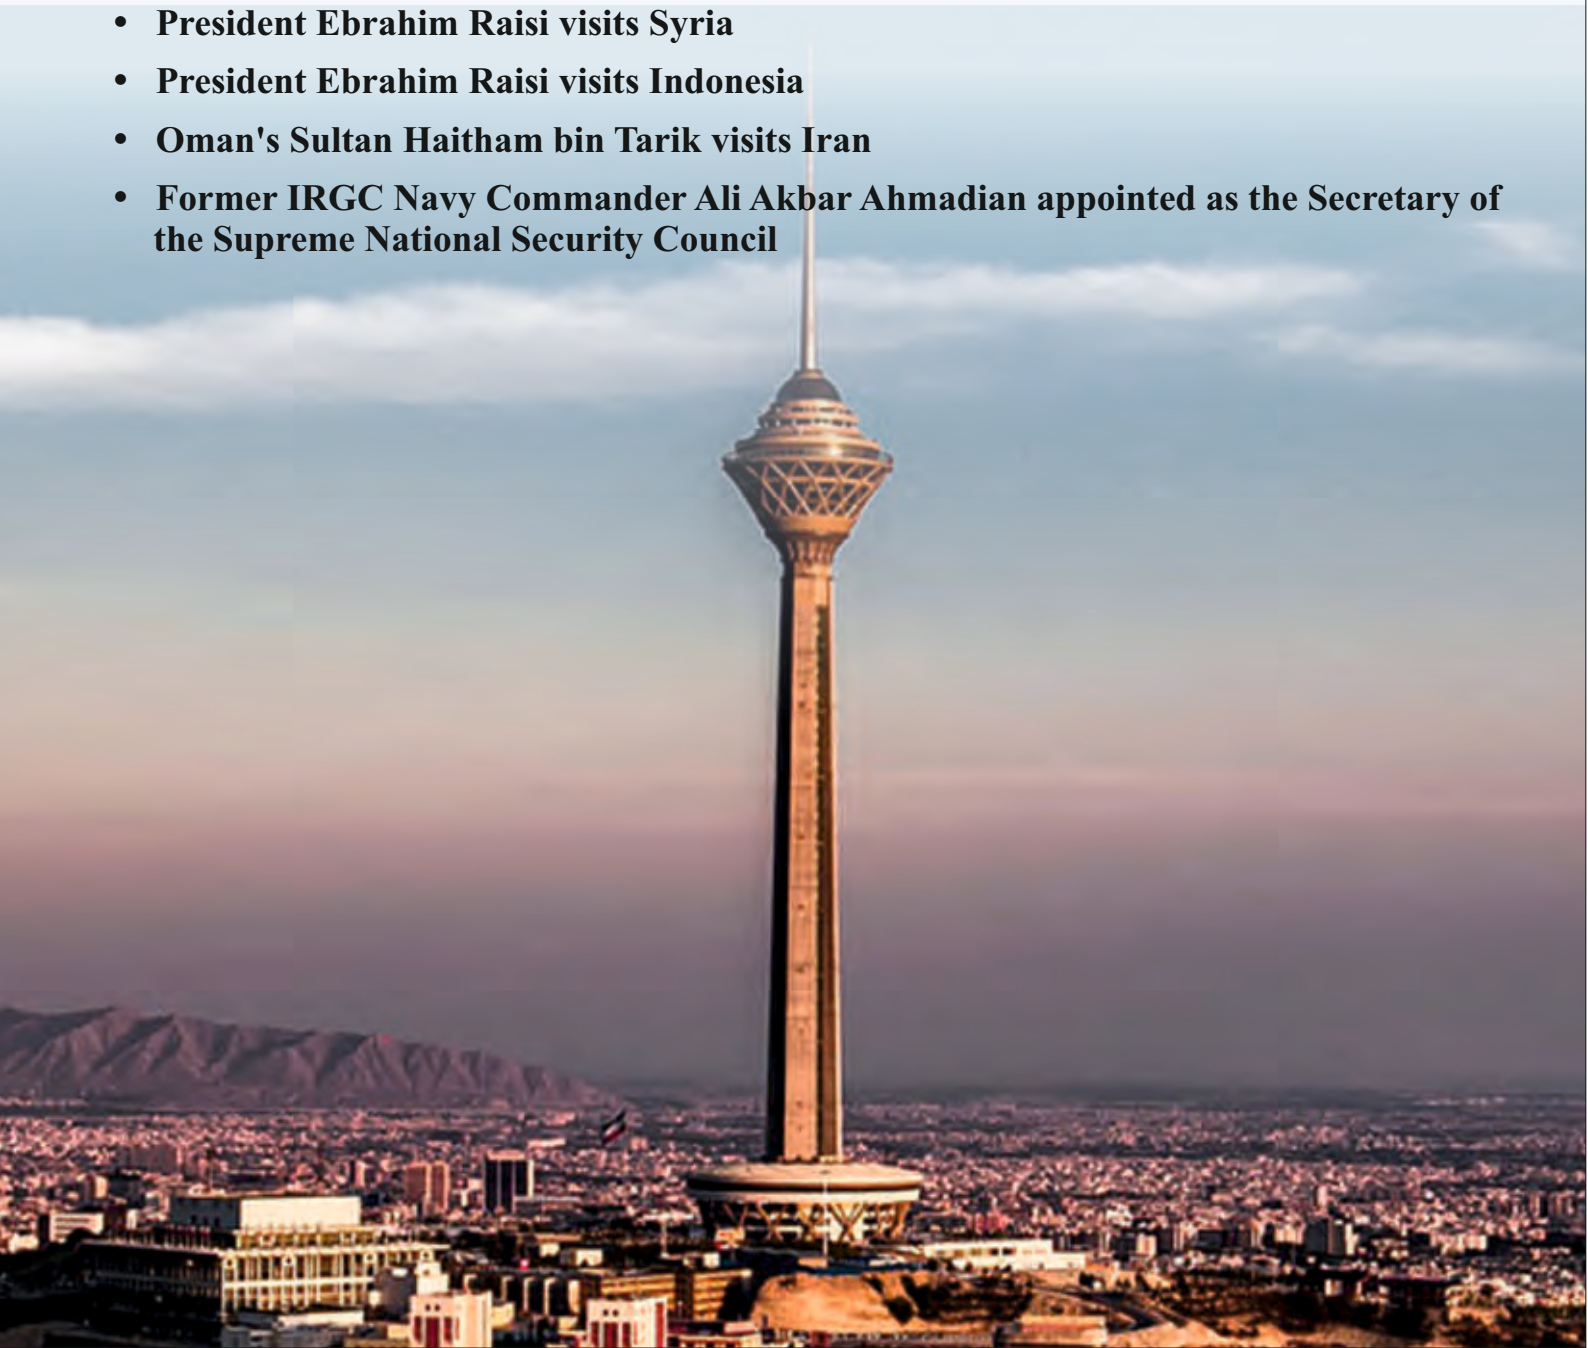 • President Ebrahim Raisi visits Syria
• President Ebrahim Raisi visits Indonesia
• Oman's Sultan Haitham bin Tarik visits Iran
• Former IRGC Navy Commander Ali Akbar Ahmadian appointed as the Secretary of
the Supreme National Security Council